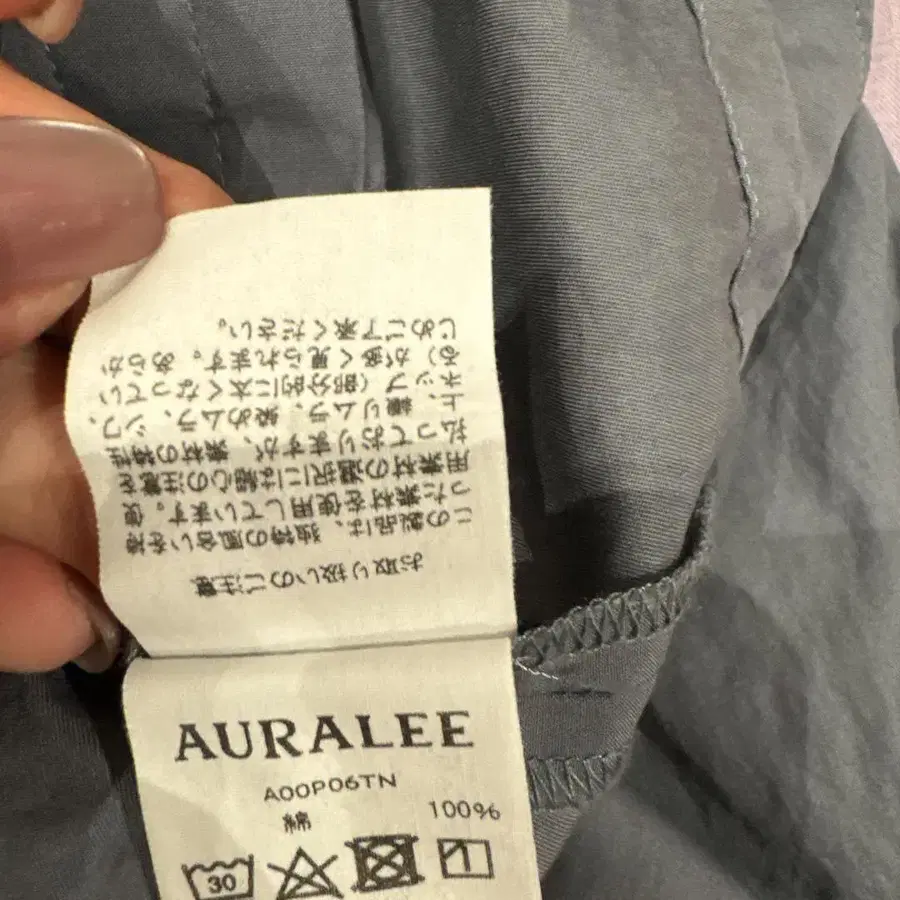 お取り扱いのご注意
この製品は、独特の風合いを持
った素材を使用しています。使
用素材の選択には細心の注意を
払っておりますが、素材の特性
上、織りムラ、染めムラ、シワ、
ネップ(部分的に太くなってい
る)が多く見られます。あらか
じめご了承ください。
AURALEE
A00P06TN
綿 100%
30